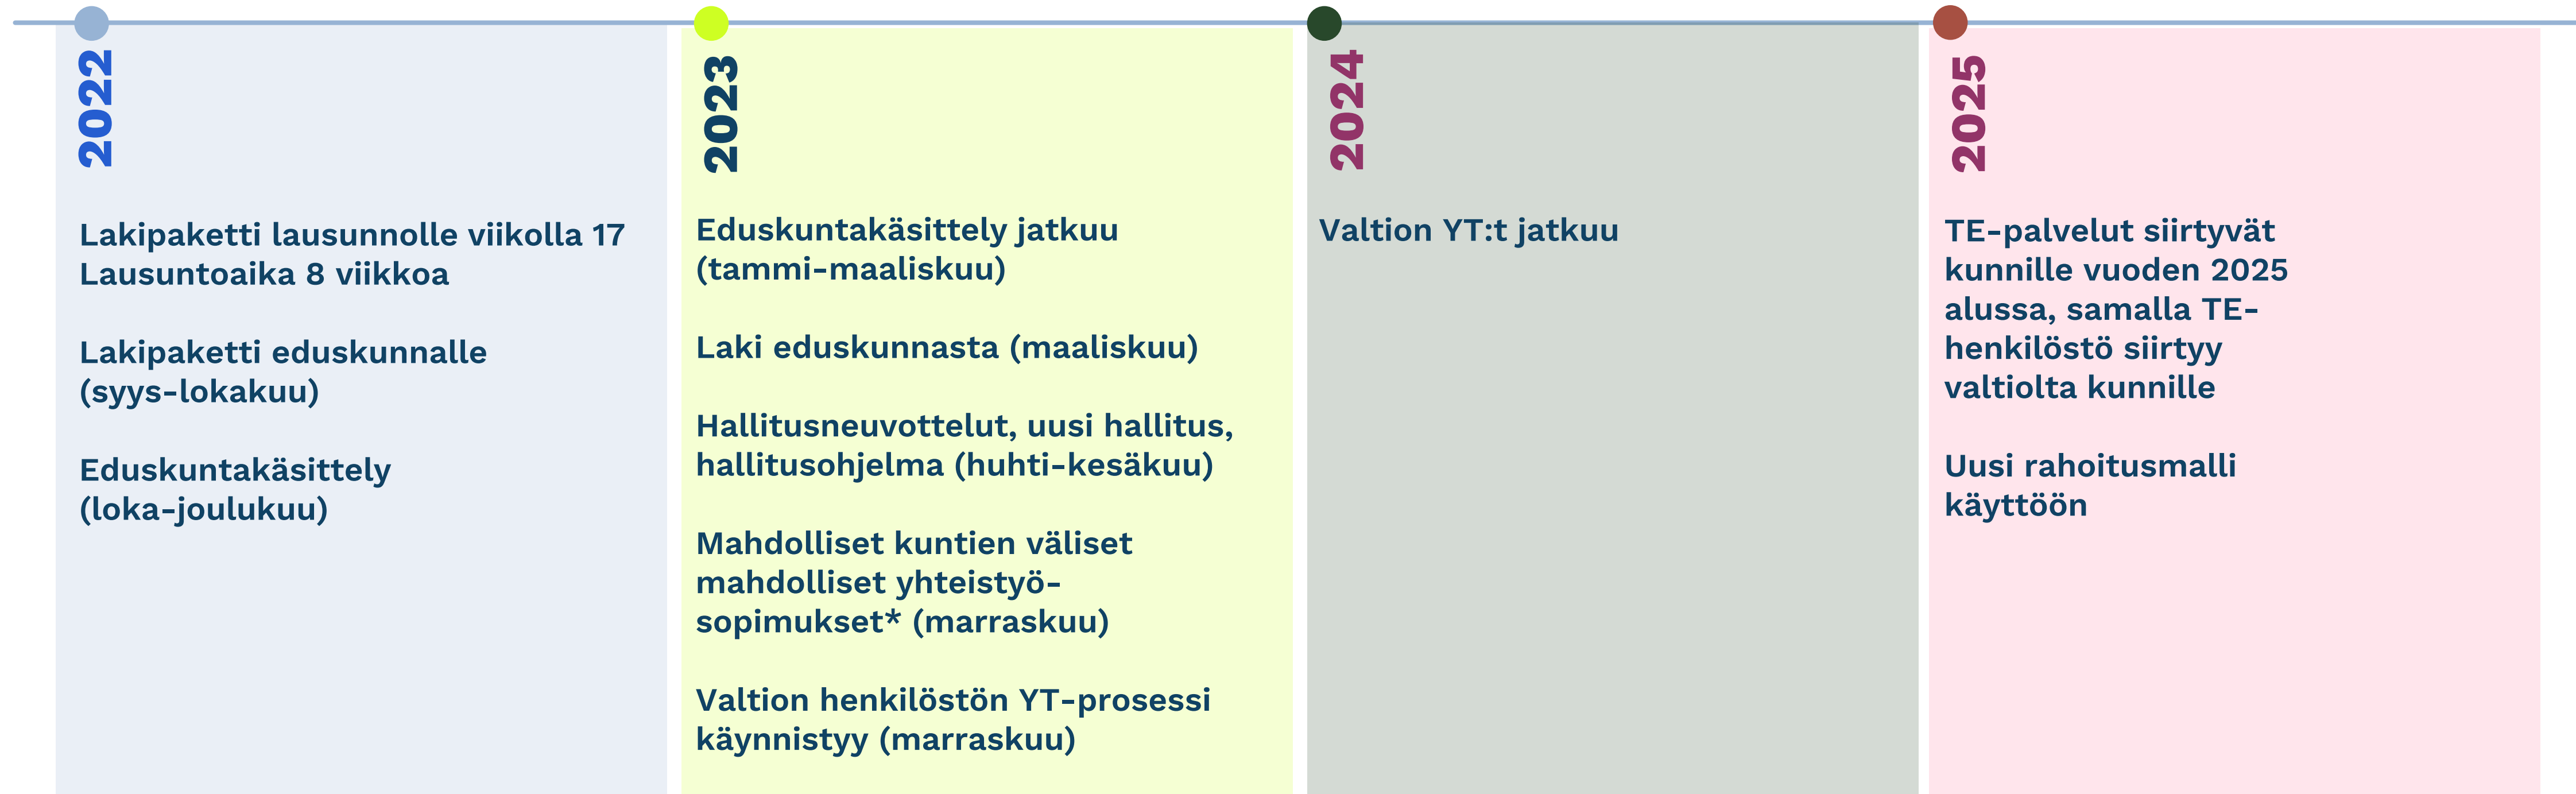 2022
Lakipaketti lausunnolle viikolla 17
Lausuntoaika 8 viikkoa
Lakipaketti eduskunnalle
(syys-lokakuu)
Eduskuntakäsittely
(loka-joulukuu)
2023
Eduskuntakäsittely jatkuu
(tammi-maaliskuu)
Laki eduskunnasta (maaliskuu)
Hallitusneuvottelut, uusi hallitus,
hallitusohjelma (huhti-kesäkuu)
Mahdolliset kuntien väliset
mahdolliset yhteistyö-
sopimukset* (marraskuu)
Valtion henkilöstön YT-prosessi
käynnistyy (marraskuu)
2024
Valtion YT:t jatkuu
2025
TE-palvelut siirtyvät
kunnille vuoden 2025
alussa, samalla TE-
henkilöstö siirtyy
valtiolta kunnille
Uusi rahoitusmalli
käyttöön